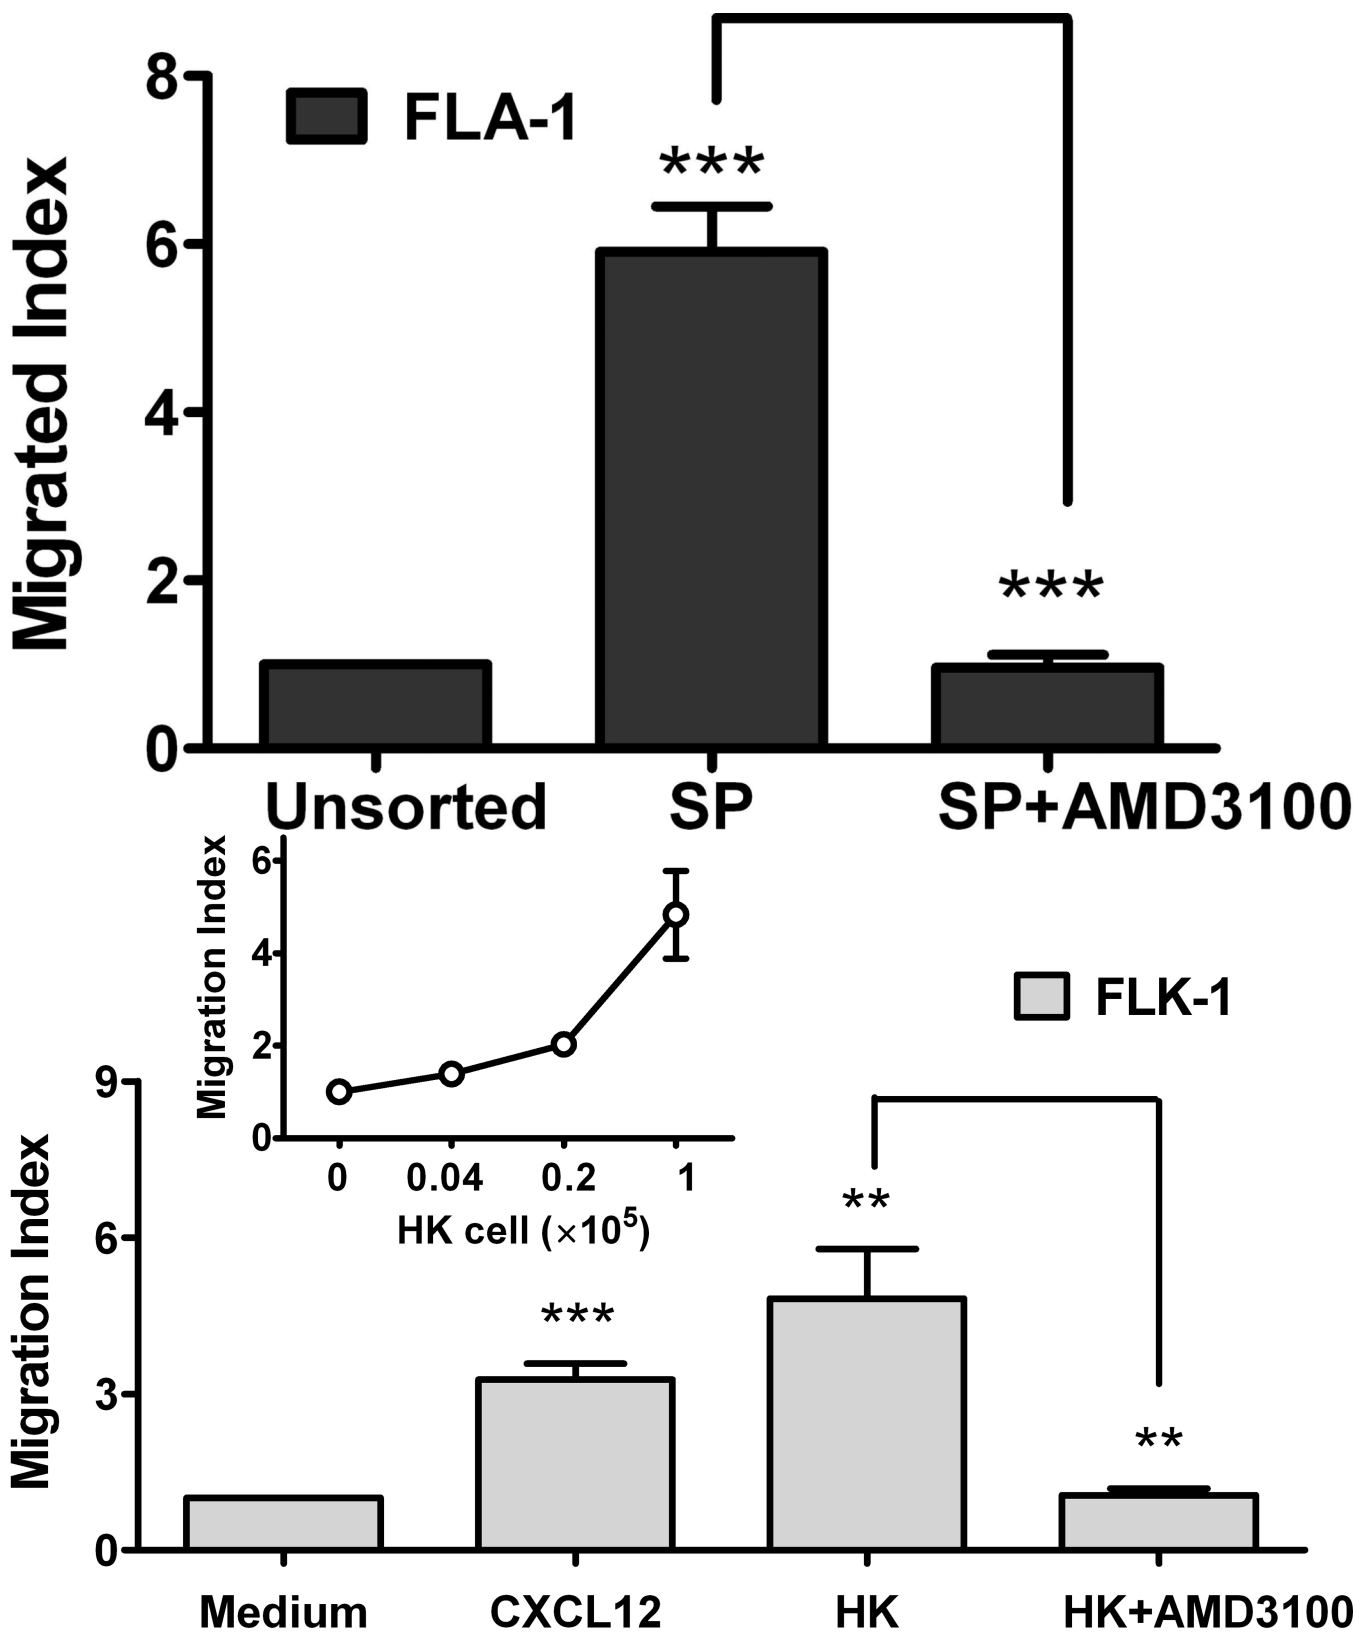 Migrated Index
8
6
4
2
0
FLA-1
***
***
Unsorted SP SP+AMD3100
Migration Index
6
4
2
0
0 0.04 0.2 1
HK cell (×10⁵)
FLK-1
Migration Index
9
6
3
0
***
**
**
Medium CXCL12 HK HK+AMD3100